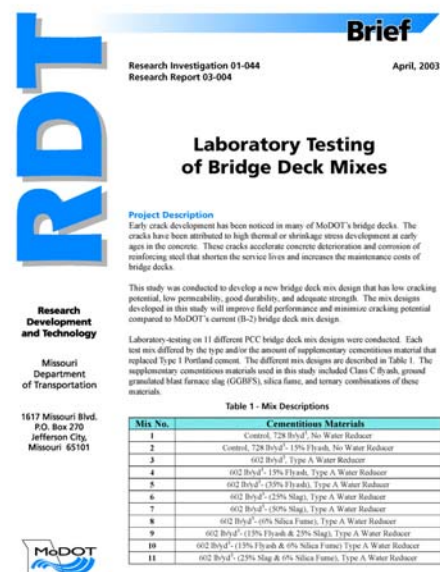 RDT
Brief
Research Investigation 01-044
Research Report 03-004
April, 2003
Laboratory Testing
of Bridge Deck Mixes
Project Description
Early crack development has been noticed in many of MoDOT's bridge decks. The
cracks have been attributed to high thermal or shrinkage stress development at early
ages in the concrete. These cracks accelerate concrete deterioration and corrosion of
reinforcing steel that shorten the service lives and increases the maintenance costs of
bridge decks.
This study was conducted to develop a new bridge deck mix design that has low cracking
potential, low permeability, good durability, and adequate strength. The mix designs
developed in this study will improve field performance and minimize cracking potential
compared to MoDOT's current (B-2) bridge deck mix design.
Laboratory-testing on 11 different PCC bridge deck mix designs were conducted. Each
test mix differed by the type and/or the amount of supplementary cementitious material that
replaced Type 1 Portland cement. The different mix designs are described in Table 1. The
supplementary cementitious materials used in this study included Class C flyash, ground
granulated blast furnace slag (GGBFS), silica fume, and ternary combinations of these
materials.
Research
Development
and Technology
Missouri
Department
of Transportation
1617 Missouri Blvd.
P.O. Box 270
Jefferson City,
Missouri 65101
MoDOT
Table 1 - Mix Descriptions
Mix No. Cementitious Materials
1 Control, 728 lb/yd³, No Water Reducer
2 Control, 728 lb/yd³- 15% Flyash, No Water Reducer
3 602 lb/yd³, Type A Water Reducer
4 602 lb/yd³- 15% Flyash, Type A Water Reducer
5 602 lb/yd³- (35% Flyash), Type A Water Reducer
6 602 lb/yd³- (25% Slag), Type A Water Reducer
7 602 lb/yd³- (50% Slag), Type A Water Reducer
8 602 lb/yd³- (6% Silica Fume), Type A Water Reducer
9 602 lb/yd³- (15% Flyash & 25% Slag), Type A Water Reducer
10 602 lb/yd³- (15% Flyash & 6% Silica Fume) Type A Water Reducer
11 602 lb/yd³- (25% Slag & 6% Silica Fume), Type A Water Reducer